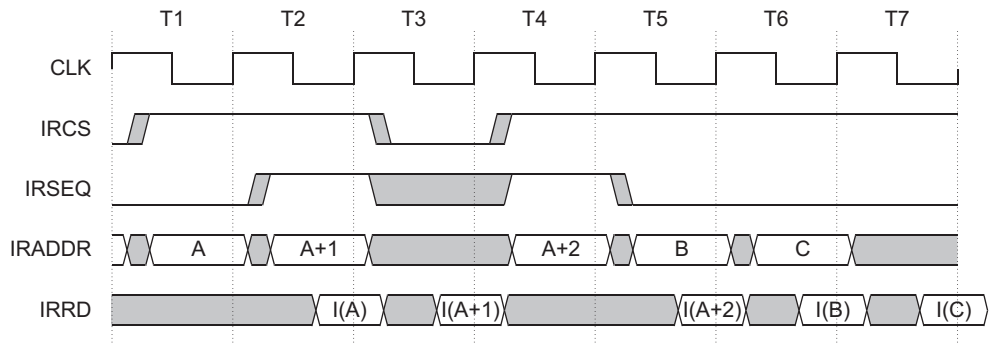 T1 T2 T3 T4 T5 T6 T7
CLK
IRCS
IRSEQ
IRADDR A A+1 A+2 B C
IRRD I(A) I(A+1) I(A+2) I(B) I(C)